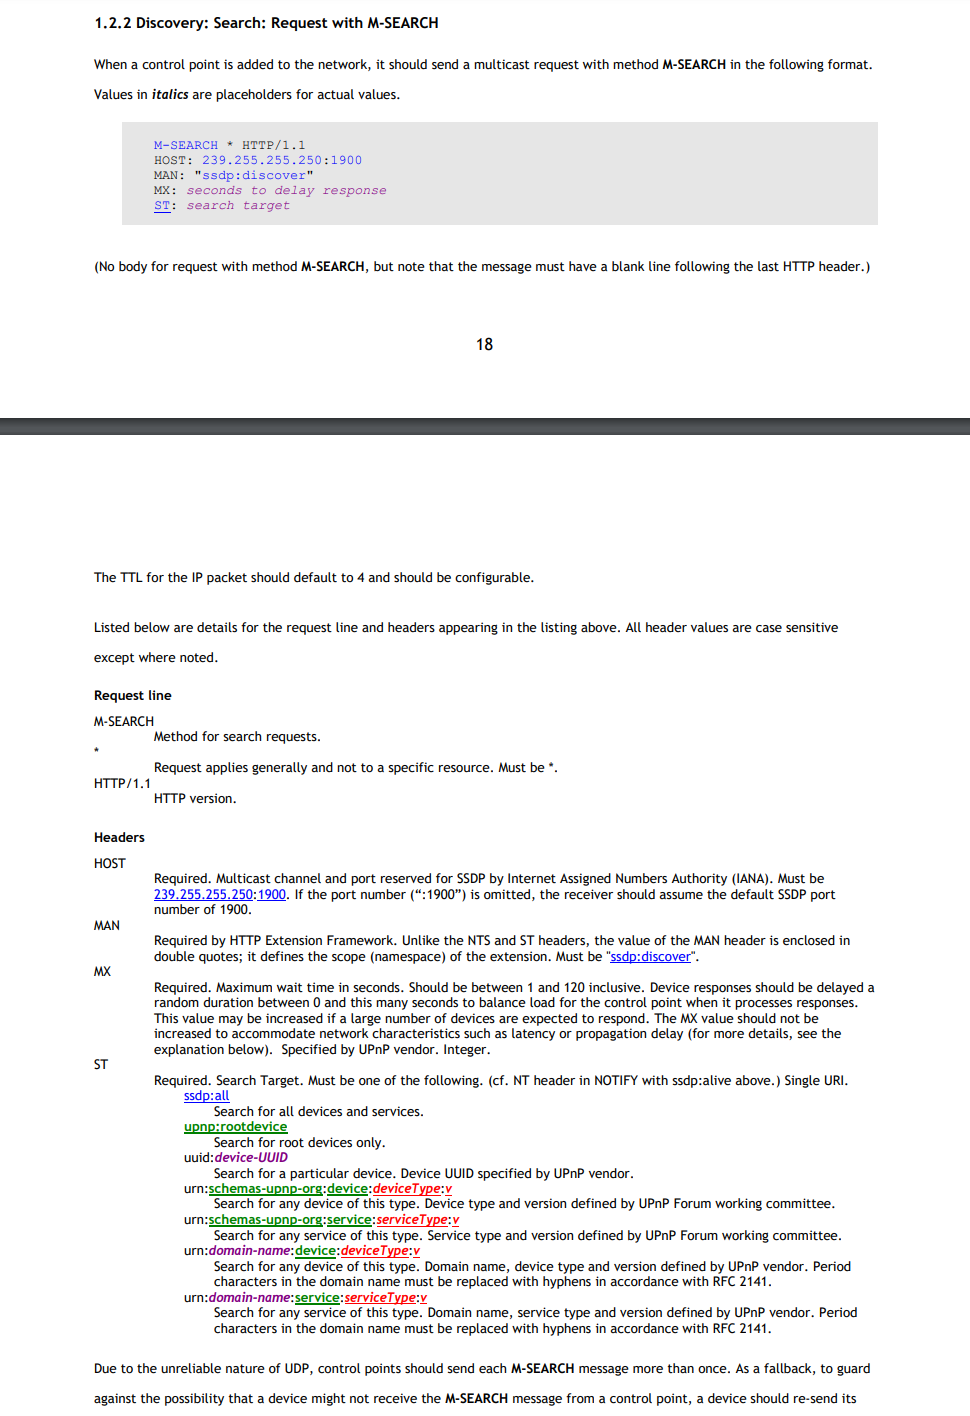 1.2.2 Discovery: Search: Request with M-SEARCH
When a control point is added to the network, it should send a multicast request with method M-SEARCH in the following format.
Values in italics are placeholders for actual values.
M-SEARCH * HTTP/1.1
HOST: 239.255.255.250:1900
MAN: "ssdp:discover"
MX: seconds to delay response
ST: search target
(No body for request with method M-SEARCH, but note that the message must have a blank line following the last HTTP header.)
18
The TTL for the IP packet should default to 4 and should be configurable.
Listed below are details for the request line and headers appearing in the listing above. All header values are case sensitive
except where noted.
Request line
M-SEARCH
Method for search requests.
*
Request applies generally and not to a specific resource. Must be *.
HTTP/1.1
HTTP version.
Headers
HOST
Required. Multicast channel and port reserved for SSDP by Internet Assigned Numbers Authority (IANA). Must be
239.255.255.250:1900. If the port number (“:1900”) is omitted, the receiver should assume the default SSDP port
number of 1900.
MAN
Required by HTTP Extension Framework. Unlike the NTS and ST headers, the value of the MAN header is enclosed in
double quotes; it defines the scope (namespace) of the extension. Must be "ssdp:discover".
MX
Required. Maximum wait time in seconds. Should be between 1 and 120 inclusive. Device responses should be delayed a
random duration between 0 and this many seconds to balance load for the control point when it processes responses.
This value may be increased if a large number of devices are expected to respond. The MX value should not be
increased to accommodate network characteristics such as latency or propagation delay (for more details, see the
explanation below). Specified by UPnP vendor. Integer.
ST
Required. Search Target. Must be one of the following. (cf. NT header in NOTIFY with ssdp:alive above.) Single URI.
ssdp:all
Search for all devices and services.
upnp:rootdevice
Search for root devices only.
uuid:device-UUID
Search for a particular device. Device UUID specified by UPnP vendor.
urn:schemas-upnp-org:device:deviceType:v
Search for any device of this type. Device type and version defined by UPnP Forum working committee.
urn:schemas-upnp-org:service:serviceType:v
Search for any service of this type. Service type and version defined by UPnP Forum working committee.
urn:domain-name:device:deviceType:v
Search for any device of this type. Domain name, device type and version defined by UPnP vendor. Period
characters in the domain name must be replaced with hyphens in accordance with RFC 2141.
urn:domain-name:service:serviceType:v
Search for any service of this type. Domain name, service type and version defined by UPnP vendor. Period
characters in the domain name must be replaced with hyphens in accordance with RFC 2141.
Due to the unreliable nature of UDP, control points should send each M-SEARCH message more than once. As a fallback, to guard
against the possibility that a device might not receive the M-SEARCH message from a control point, a device should re-send its